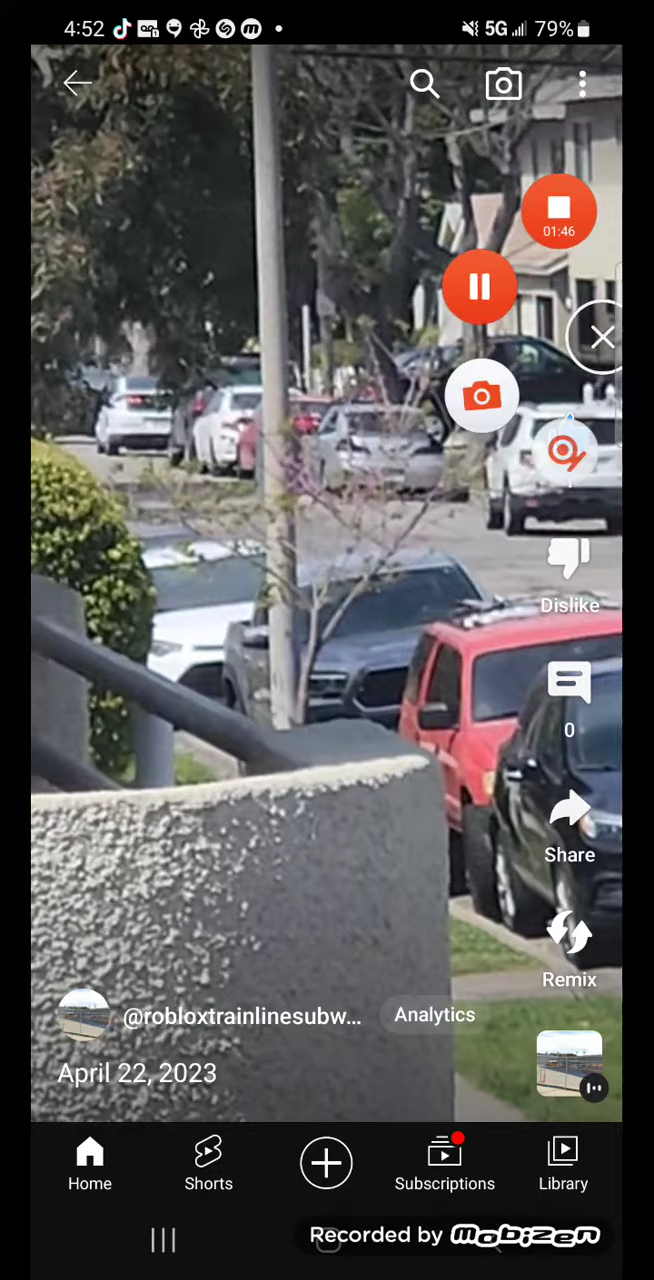 4:52
5G
79%
01:46
Dislike
0
Share
Remix
@robloxtrainlinesubw...
Analytics
April 22, 2023
Home
Shorts
Subscriptions
Library
Recorded by mobizen